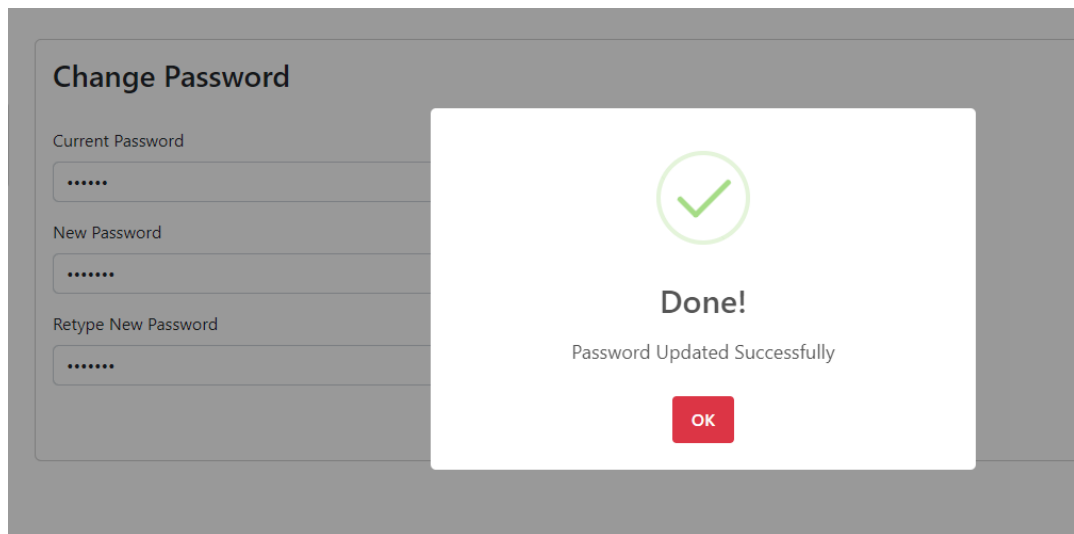 Change Password
Current Password
••••••
New Password
•••••••
Retype New Password
•••••••
Done!
Password Updated Successfully
OK